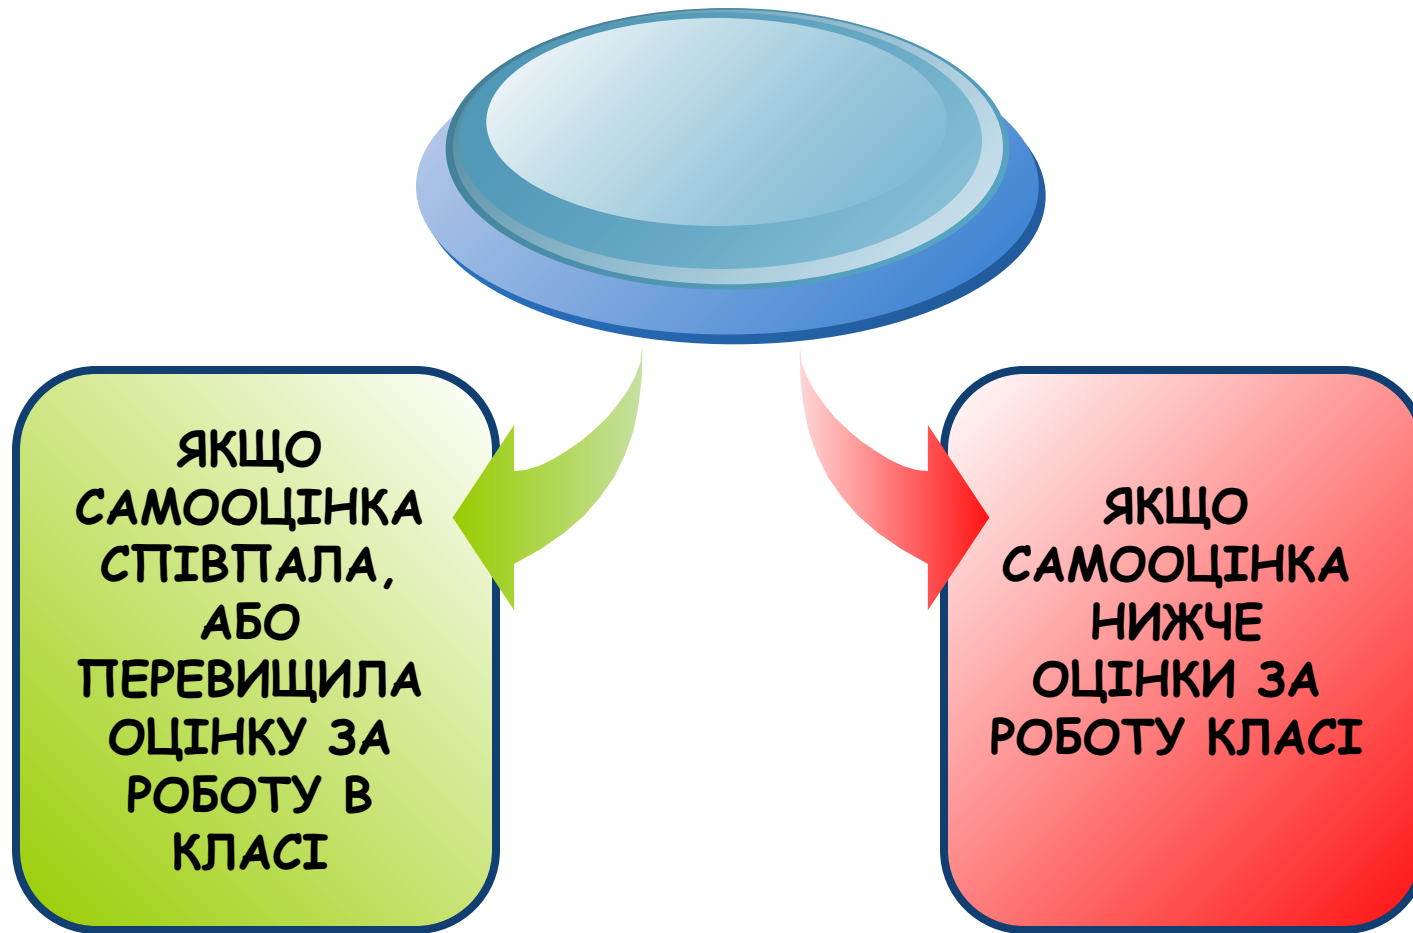 ЯКЩО
САМООЦІНКА
СПІВПАЛА,
АБО
ПЕРЕВИЩИЛА
ОЦІНКУ ЗА
РОБОТУ В
КЛАСІ
ЯКЩО
САМООЦІНКА
НИЖЧЕ
ОЦІНКИ ЗА
РОБОТУ КЛАСІ